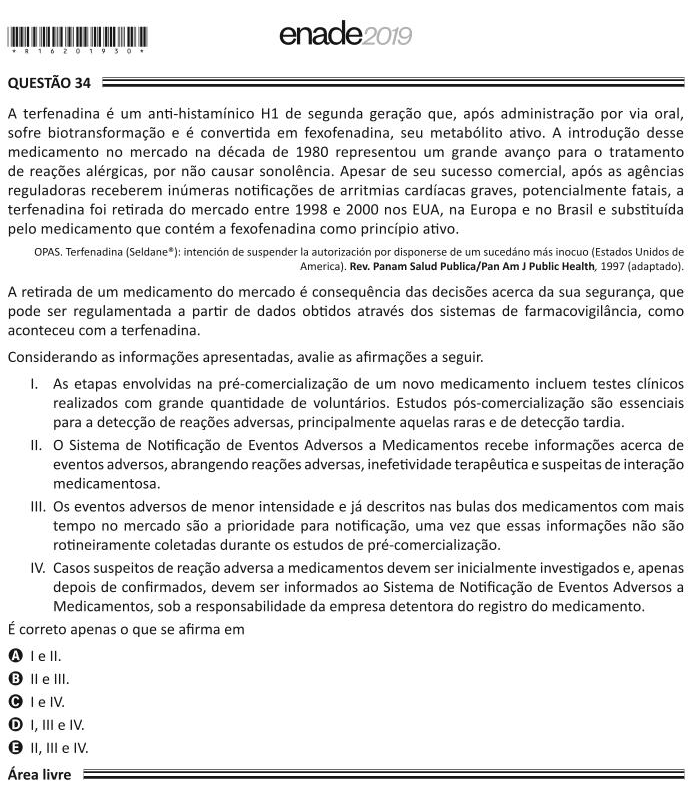 *R16201930*
enade2019
QUESTÃO 34
A terfenadina é um anti-histamínico H1 de segunda geração que, após administração por via oral,
sofre biotransformação e é convertida em fexofenadina, seu metabólito ativo. A introdução desse
medicamento no mercado na década de 1980 representou um grande avanço para o tratamento
de reações alérgicas, por não causar sonolência. Apesar de seu sucesso comercial, após as agências
reguladoras receberem inúmeras notificações de arritmias cardíacas graves, potencialmente fatais, a
terfenadina foi retirada do mercado entre 1998 e 2000 nos EUA, na Europa e no Brasil e substituída
pelo medicamento que contém a fexofenadina como princípio ativo.
OPAS. Terfenadina (Seldane®): intención de suspender la autorización por disponerse de um sucedáno más inocuo (Estados Unidos de
America). Rev. Panam Salud Publica/Pan Am J Public Health, 1997 (adaptado).
A retirada de um medicamento do mercado é consequência das decisões acerca da sua segurança, que
pode ser regulamentada a partir de dados obtidos através dos sistemas de farmacovigilância, como
aconteceu com a terfenadina.
Considerando as informações apresentadas, avalie as afirmações a seguir.
I. As etapas envolvidas na pré-comercialização de um novo medicamento incluem testes clínicos
realizados com grande quantidade de voluntários. Estudos pós-comercialização são essenciais
para a detecção de reações adversas, principalmente aquelas raras e de detecção tardia.
II. O Sistema de Notificação de Eventos Adversos a Medicamentos recebe informações acerca de
eventos adversos, abrangendo reações adversas, inefetividade terapêutica e suspeitas de interação
medicamentosa.
III. Os eventos adversos de menor intensidade e já descritos nas bulas dos medicamentos com mais
tempo no mercado são a prioridade para notificação, uma vez que essas informações não são
rotineiramente coletadas durante os estudos de pré-comercialização.
IV. Casos suspeitos de reação adversa a medicamentos devem ser inicialmente investigados e, apenas
depois de confirmados, devem ser informados ao Sistema de Notificação de Eventos Adversos a
Medicamentos, sob a responsabilidade da empresa detentora do registro do medicamento.
É correto apenas o que se afirma em
A I e II.
B II e III.
C I e IV.
D I, III e IV.
E II, III e IV.
Área livre